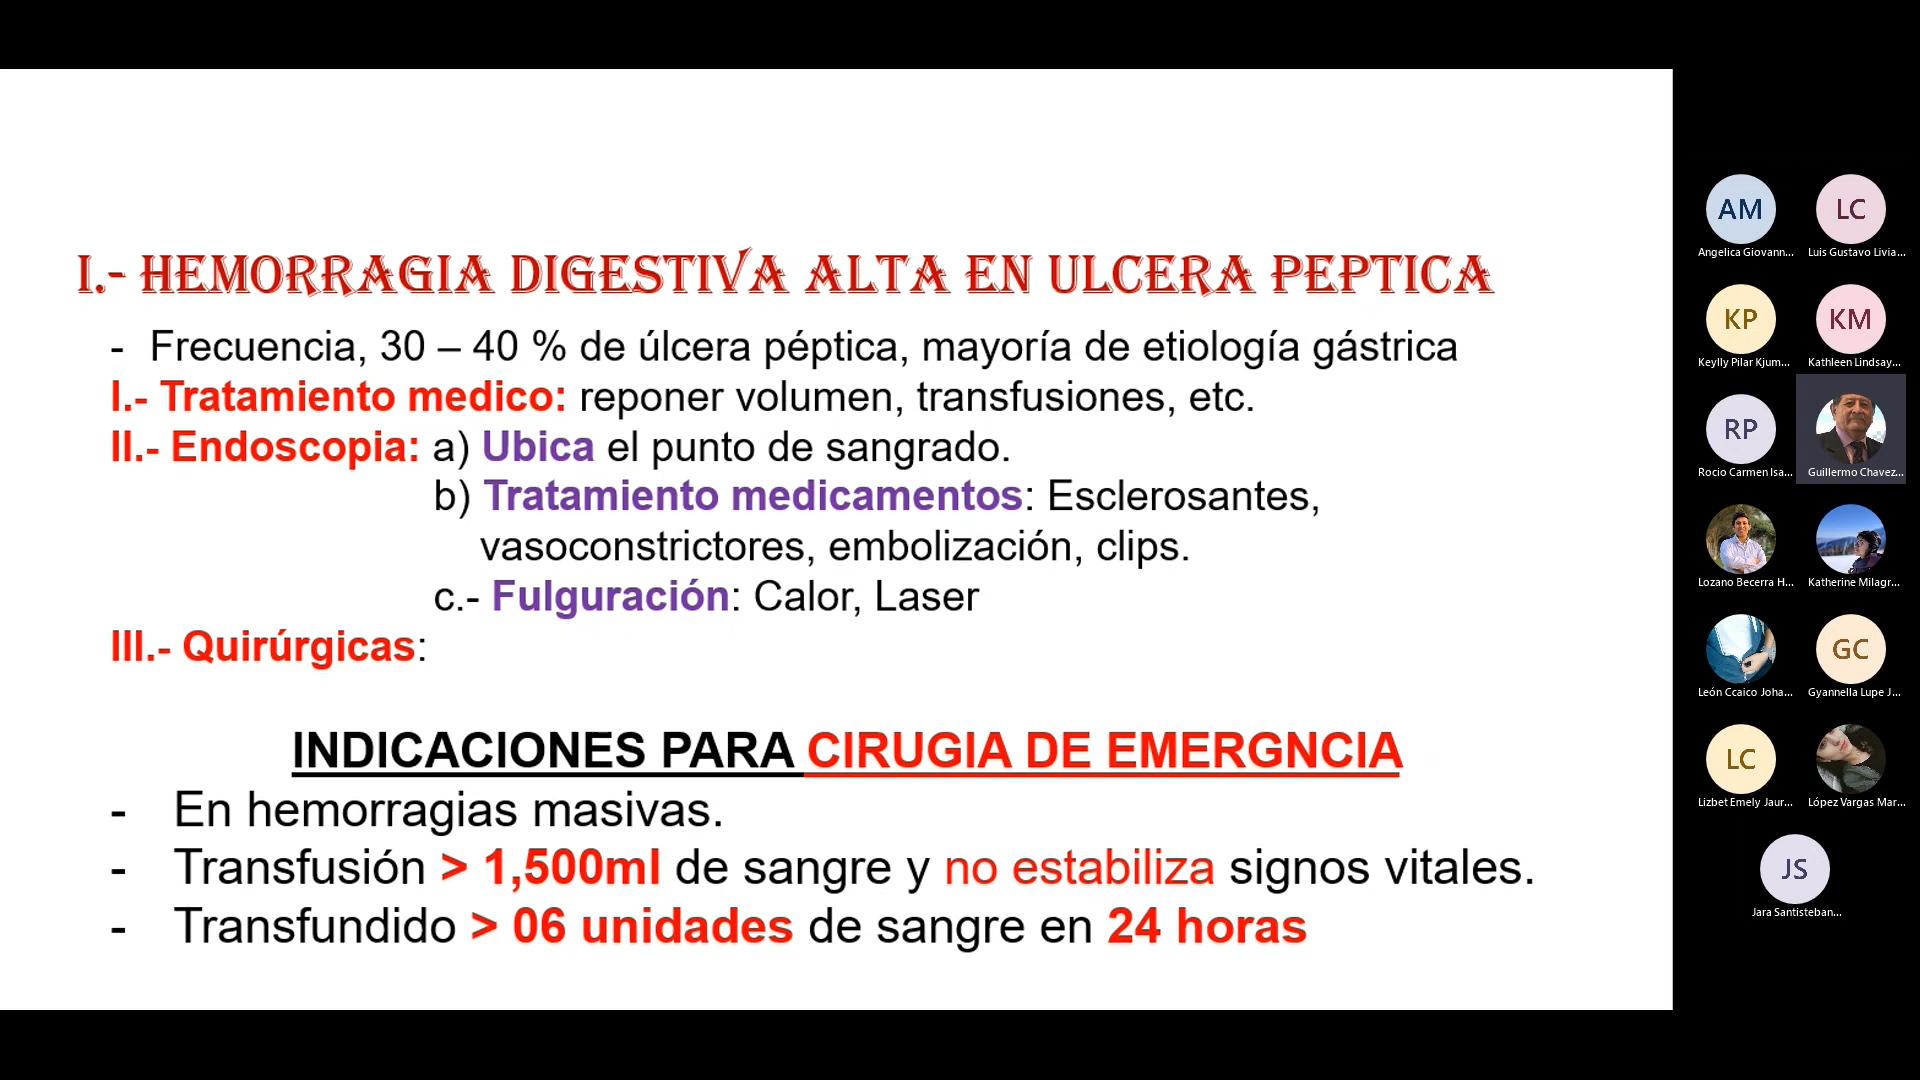 I.- HEMORRAGIA DIGESTIVA ALTA EN ULCERA PEPTICA
- Frecuencia, 30 – 40 % de úlcera péptica, mayoría de etiología gástrica
I.- Tratamiento medico: reponer volumen, transfusiones, etc.
II.- Endoscopia: a) Ubica el punto de sangrado.
b) Tratamiento medicamentos: Esclerosantes,
vasoconstrictores, embolización, clips.
c.- Fulguración: Calor, Laser
III.- Quirúrgicas:
INDICACIONES PARA CIRUGIA DE EMERGNCIA
- En hemorragias masivas.
- Transfusión > 1,500ml de sangre y no estabiliza signos vitales.
- Transfundido > 06 unidades de sangre en 24 horas
AM
Angelica Giovann...
LC
Luis Gustavo Livia...
KP
Keylly Pilar Kjum...
KM
Kathleen Lindsay...
RP
Rocio Carmen Isa...
Guillermo Chavez...
Lozano Becerra H...
Katherine Milagr...
León Ccaico Joha...
GC
Gyannella Lupe J...
LC
Lizbet Emely Jaur...
López Vargas Mar...
JS
Jara Santisteban...